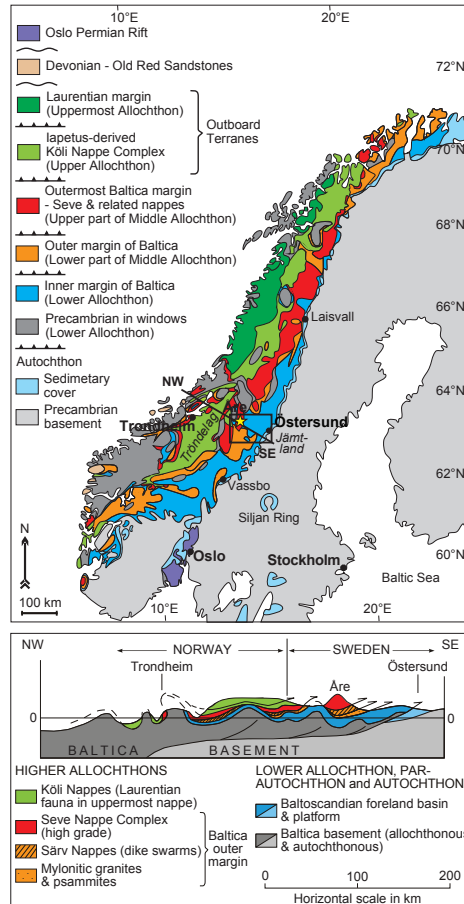 10°E
20°E
Oslo Permian Rift
Devonian - Old Red Sandstones
72°N
Laurentian margin
(Uppermost Allochthon)
Outboard
Terranes
Iapetus-derived
Köli Nappe Complex
(Upper Allochthon)
70°N
Outermost Baltica margin
- Seve & related nappes
(Upper part of Middle Allochthon)
68°N
Outer margin of Baltica
(Lower part of Middle Allochthon)
Inner margin of Baltica
(Lower Allochthon)
66°N
Precambrian in windows
(Lower Allochthon)
Laisvall
Autochthon
Sedimetary
cover
NW
64°N
Precambrian
basement
Trondheim
Tröndelag
Östersund
Jämt-
land
SE
62°N
Vassbo
Siljan Ring
N
Oslo
Stockholm
60°N
Baltic Sea
100 km
10°E
20°E
NW
NORWAY
SWEDEN
SE
Trondheim
Östersund
Åre
0
0
BALTICA
BASEMENT
HIGHER ALLOCHTHONS
Köli Nappes (Laurentian
fauna in uppermost nappe)
Seve Nappe Complex
(high grade)
Särv Nappes (dike swarms)
Mylonitic granites
& psammites
Baltica
outer
margin
LOWER ALLOCHTHON, PAR-
AUTOCHTHON and AUTOCHTHON
Baltoscandian foreland basin
& platform
Baltica basement (allochthonous
& autochthonous)
0
100
200
Horizontal scale in km